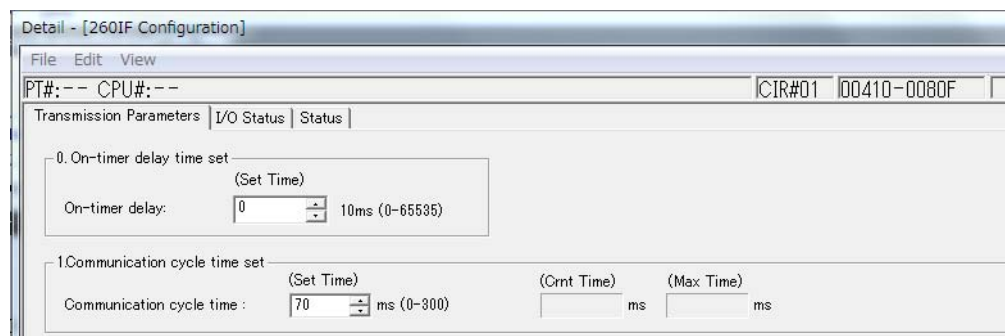 Detail - [260IF Configuration]
File Edit View
PT#:-- CPU#:-- CIR#01 00410-0080F
Transmission Parameters I/O Status Status
0. On-timer delay time set
(Set Time)
On-timer delay: 0 10ms (0-65535)
1.Communication cycle time set
(Set Time) (Crnt Time) (Max Time)
Communication cycle time : 70 ms (0-300) ms ms